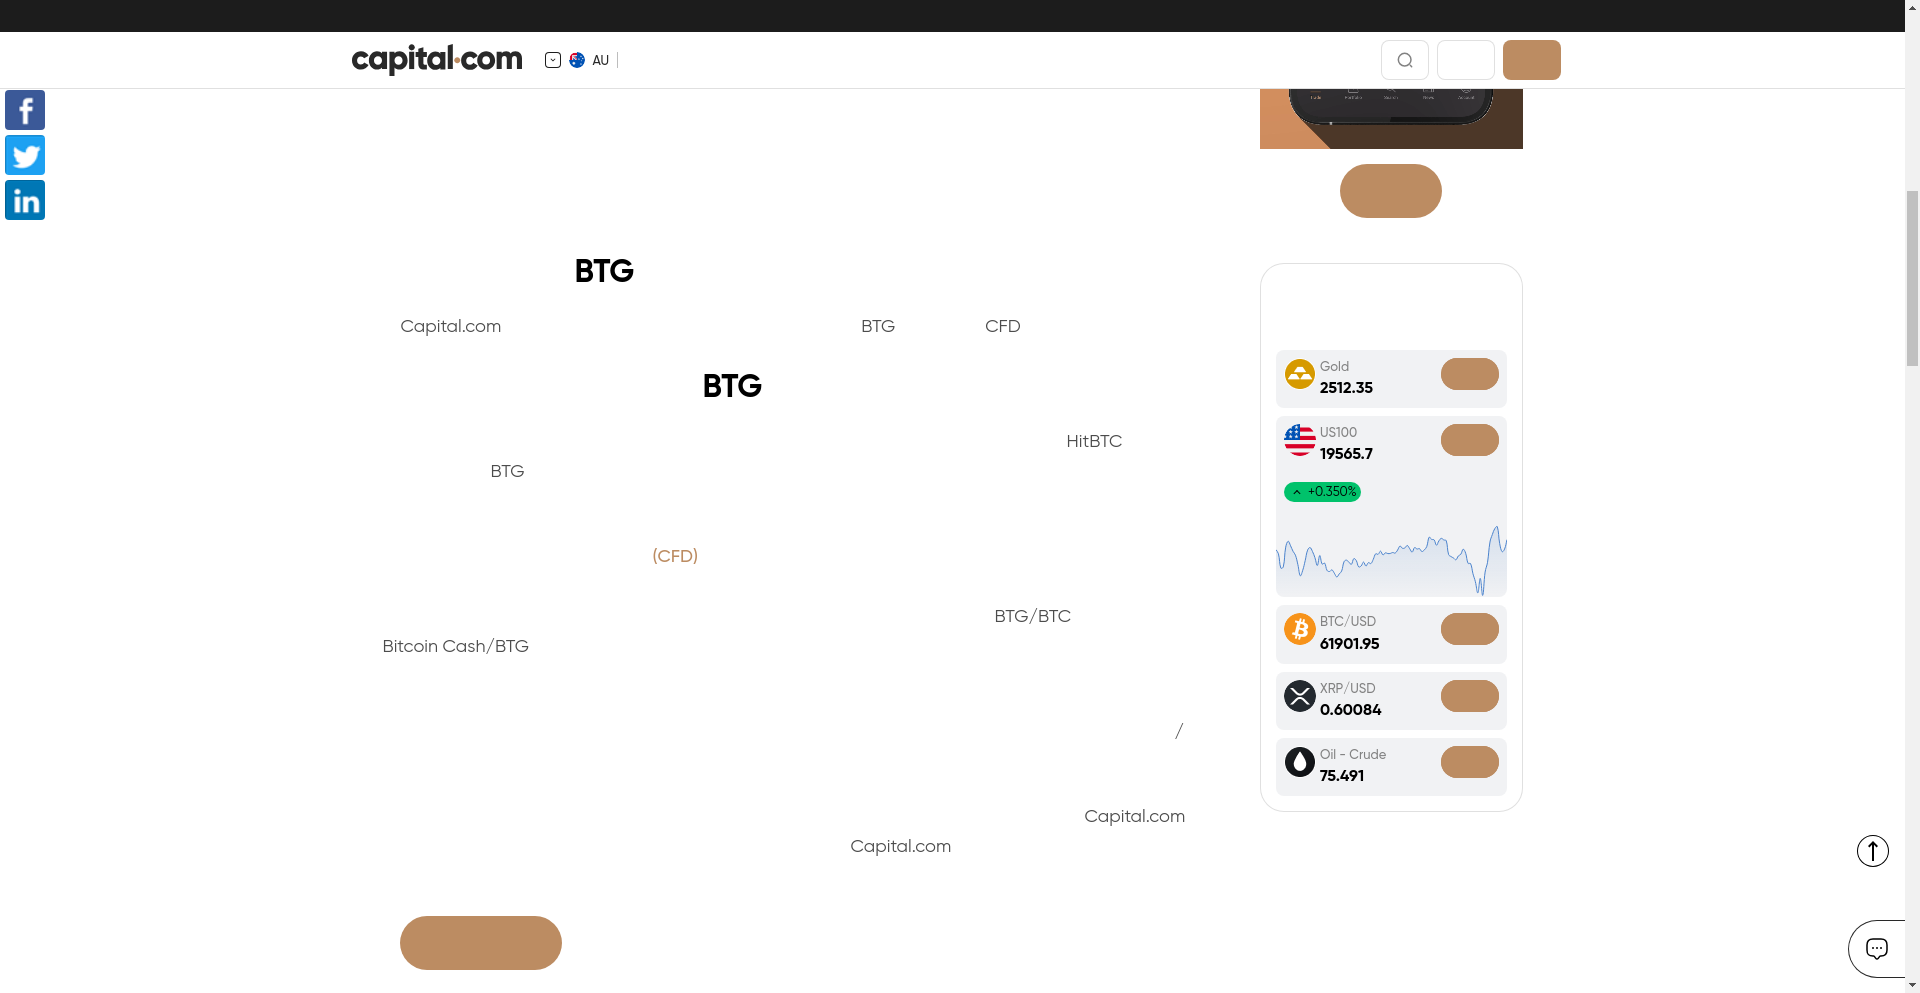 capital.com
AU
BTG
Capital.com BTG CFD
BTG
HitBTC
BTG
(CFD)
BTG/BTC
Bitcoin Cash/BTG
/
Capital.com
Capital.com
Gold
2512.35
US100
19565.7
+0.350%
BTC/USD
61901.95
XRP/USD
0.60084
Oil - Crude
75.491